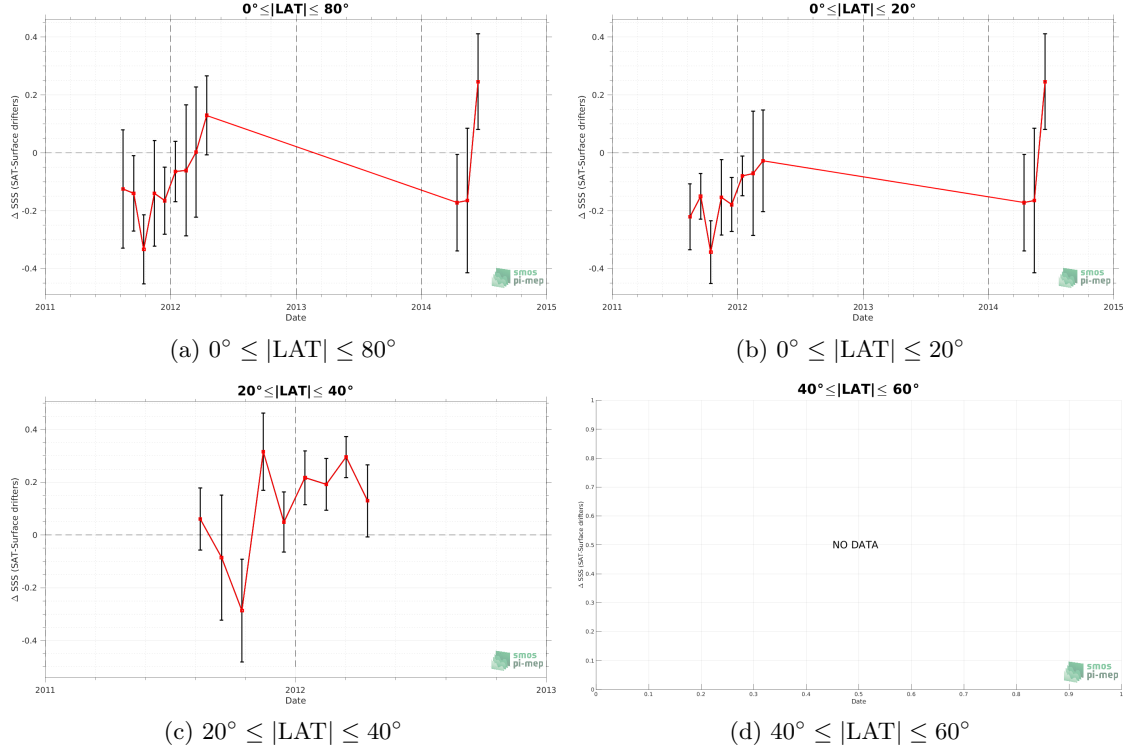 0°≤|LAT|≤ 80°
Δ SSS (SAT-Surface drifters)
0.4
0.2
0
-0.2
-0.4
2011
2012
2013
2014
2015
Date
smos
pi-mep
(a) 0° ≤ |LAT| ≤ 80°
0°≤|LAT|≤ 20°
Δ SSS (SAT-Surface drifters)
0.4
0.2
0
-0.2
-0.4
2011
2012
2013
2014
2015
Date
smos
pi-mep
(b) 0° ≤ |LAT| ≤ 20°
20°≤|LAT|≤ 40°
Δ SSS (SAT-Surface drifters)
0.4
0.2
0
-0.2
-0.4
2011
2012
2013
Date
smos
pi-mep
(c) 20° ≤ |LAT| ≤ 40°
40°≤|LAT|≤ 60°
Δ SSS (SAT-Surface drifters)
1
0.9
0.8
0.7
0.6
0.5
0.4
0.3
0.2
0.1
0
NO DATA
0
0.1
0.2
0.3
0.4
0.5
0.6
0.7
0.8
0.9
1
Date
smos
pi-mep
(d) 40° ≤ |LAT| ≤ 60°